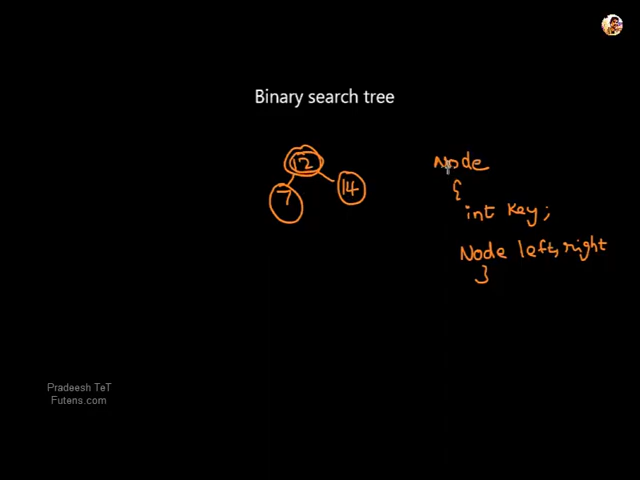 Binary search tree
12
7
14
Node
{
int key;
Node left,right
}
Pradeesh TeT
Futens.com